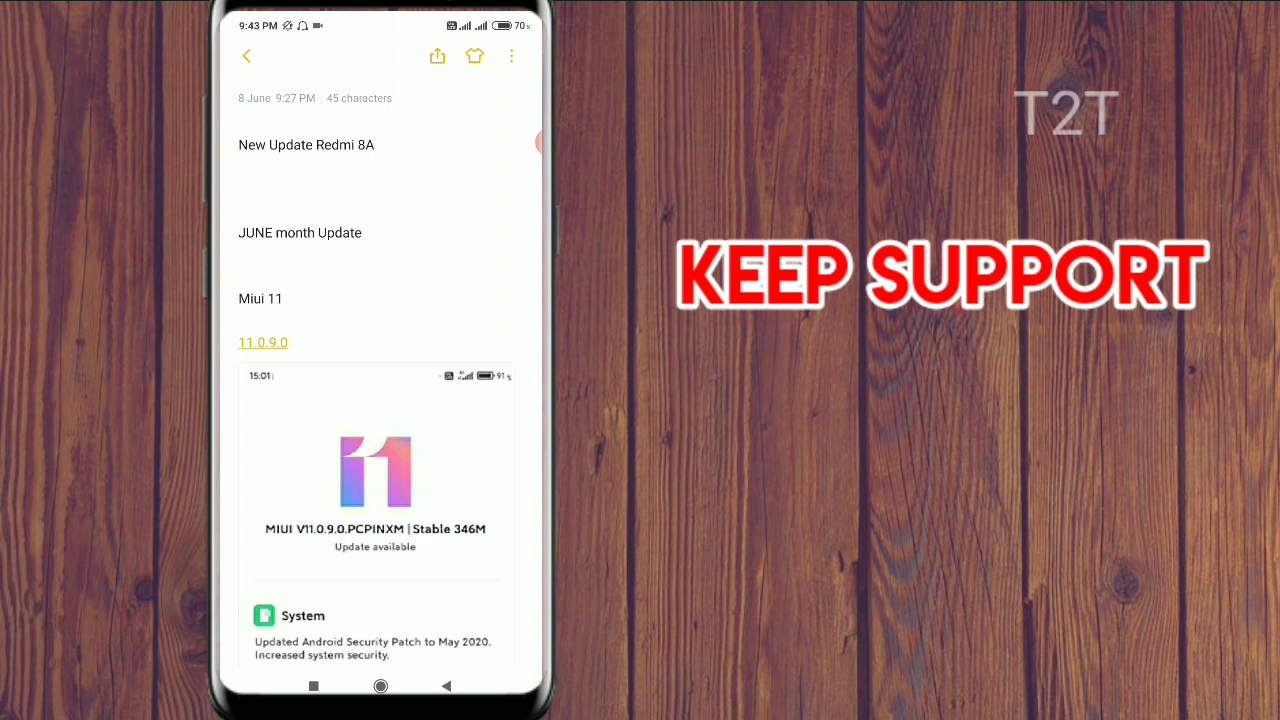 9:43 PM 70%
8 June 9:27 PM 45 characters
New Update Redmi 8A
JUNE month Update
Miui 11
11.0.9.0
15:01 91 %
11
MIUI V11.0.9.0.PCPINXM | Stable 346M
Update available
System
Updated Android Security Patch to May 2020.
Increased system security.
T2T
KEEP SUPPORT